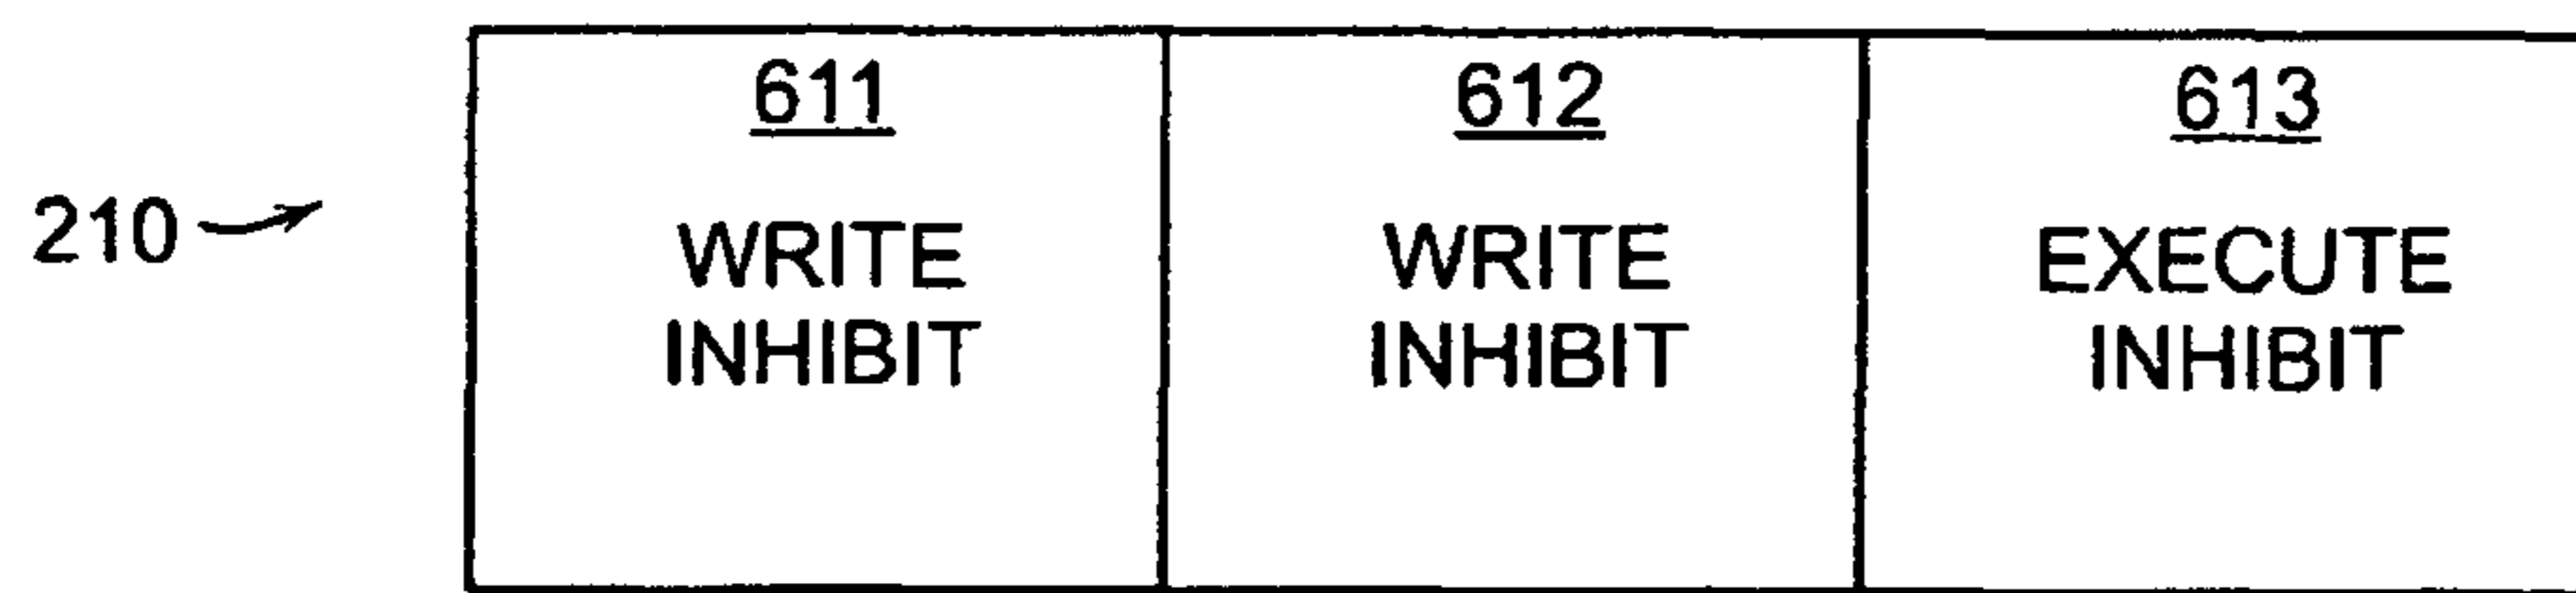 611 612 613
210
WRITE INHIBIT
WRITE INHIBIT
EXECUTE INHIBIT